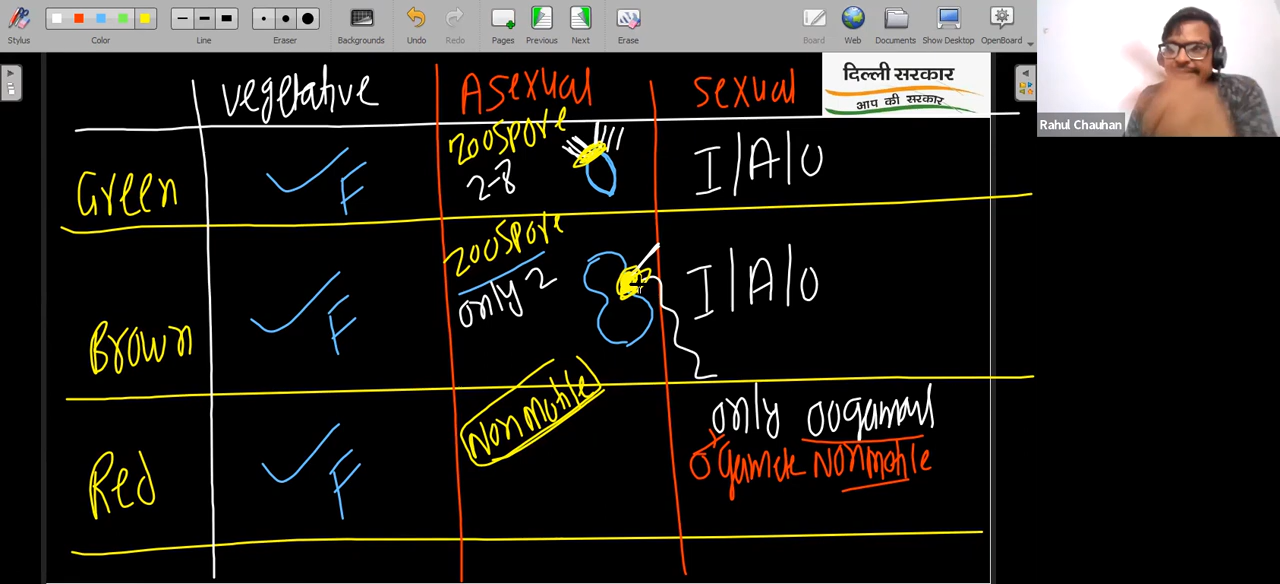 Stylus
Color
Line
Eraser
Backgrounds
Undo
Redo
Pages
Previous
Next
Erase
Board
Web
Documents
Show Desktop
OpenBoard
Rahul Chauhan
दिल्ली सरकार
आप की सरकार
vegetative
Asexual
sexual
Green
F
zoospore
2-8
I/A/O
Brown
F
zoospore
only 2
I/A/O
Red
F
Nonmotile
only oogamous
♂ gamete Nonmotile